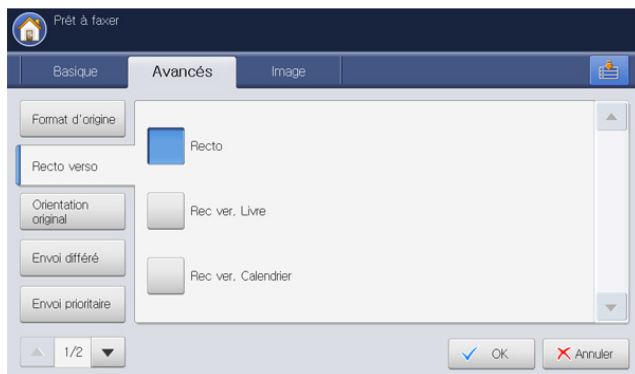 Prêt à faxer
Basique
Avancés
Image
Format d'origine
Recto verso
Orientation
original
Envoi différé
Envoi prioritaire
1/2
Recto
Rec ver. Livre
Rec ver. Calendrier
OK
Annuler